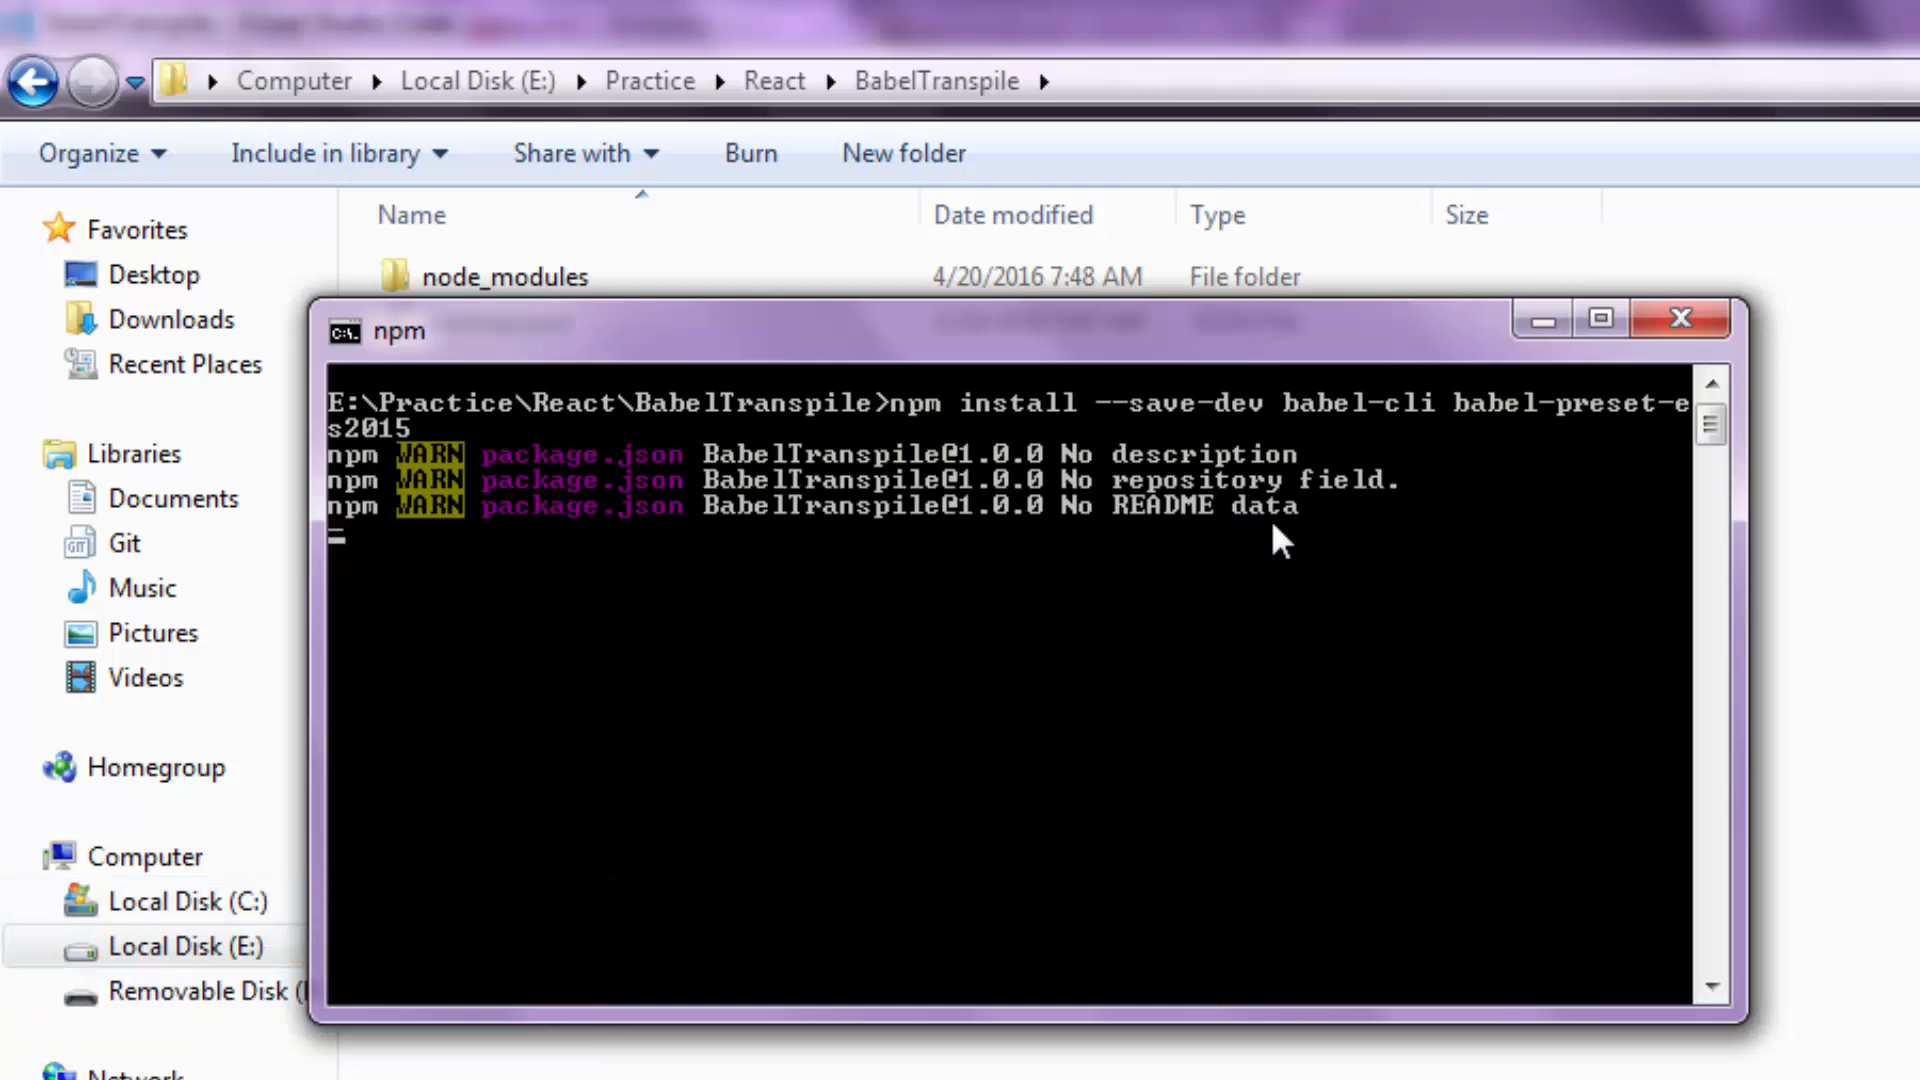 Computer Local Disk (E:) Practice React BabelTranspile
Organize Include in library Share with Burn New folder
Name Date modified Type Size
Favorites
Desktop
Downloads
Recent Places
Libraries
Documents
Git
Music
Pictures
Videos
Homegroup
Computer
Local Disk (C:)
Local Disk (E:)
Removable Disk (
Network
node_modules 4/20/2016 7:48 AM File folder
C:\.
npm
E:\Practice\React\BabelTranspile>npm install --save-dev babel-cli babel-preset-e
s2015
npm WARN package.json BabelTranspile@1.0.0 No description
npm WARN package.json BabelTranspile@1.0.0 No repository field.
npm WARN package.json BabelTranspile@1.0.0 No README data